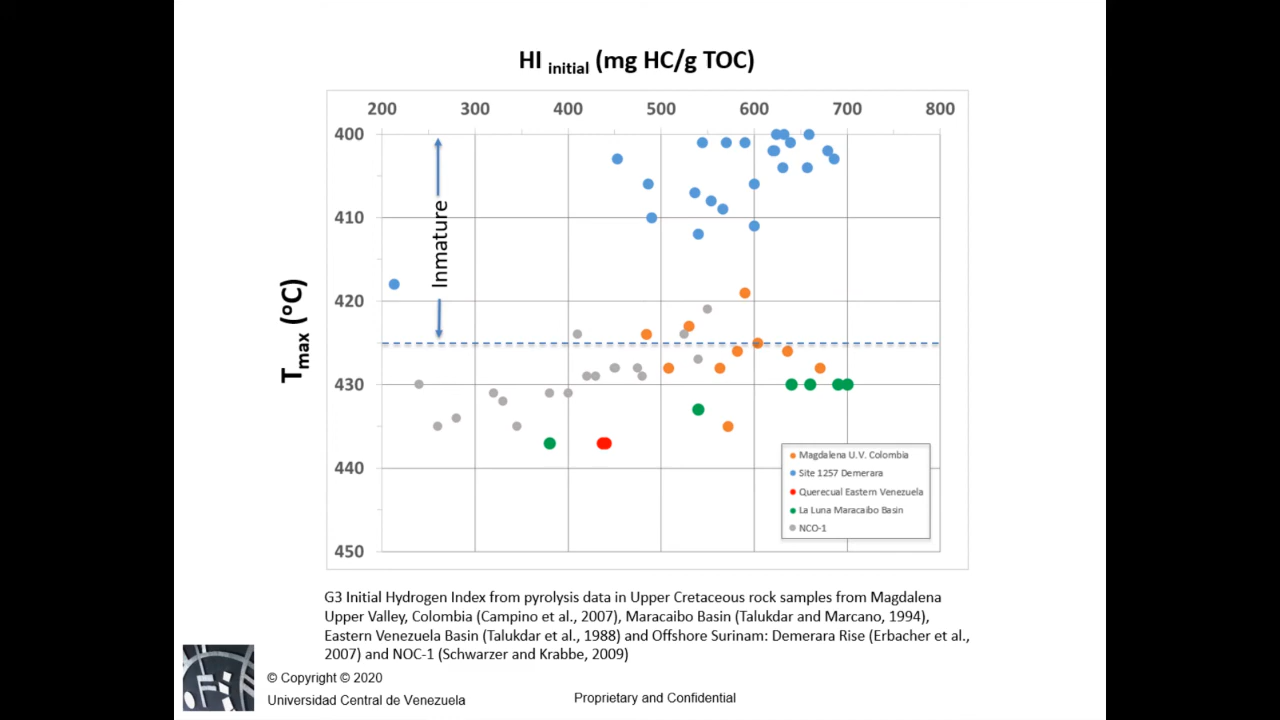 HI initial (mg HC/g TOC)
200 300 400 500 600 700 800
400
410
420
430
440
450
Tmax (°C)
Inmature
Magdalena U.V. Colombia
Site 1257 Demerara
Querecual Eastern Venezuela
La Luna Maracaibo Basin
NCO-1
G3 Initial Hydrogen Index from pyrolysis data in Upper Cretaceous rock samples from Magdalena
Upper Valley, Colombia (Campino et al., 2007), Maracaibo Basin (Talukdar and Marcano, 1994),
Eastern Venezuela Basin (Talukdar et al., 1988) and Offshore Surinam: Demerara Rise (Erbacher et al.,
2007) and NOC-1 (Schwarzer and Krabbe, 2009)
© Copyright © 2020
Universidad Central de Venezuela
Proprietary and Confidential